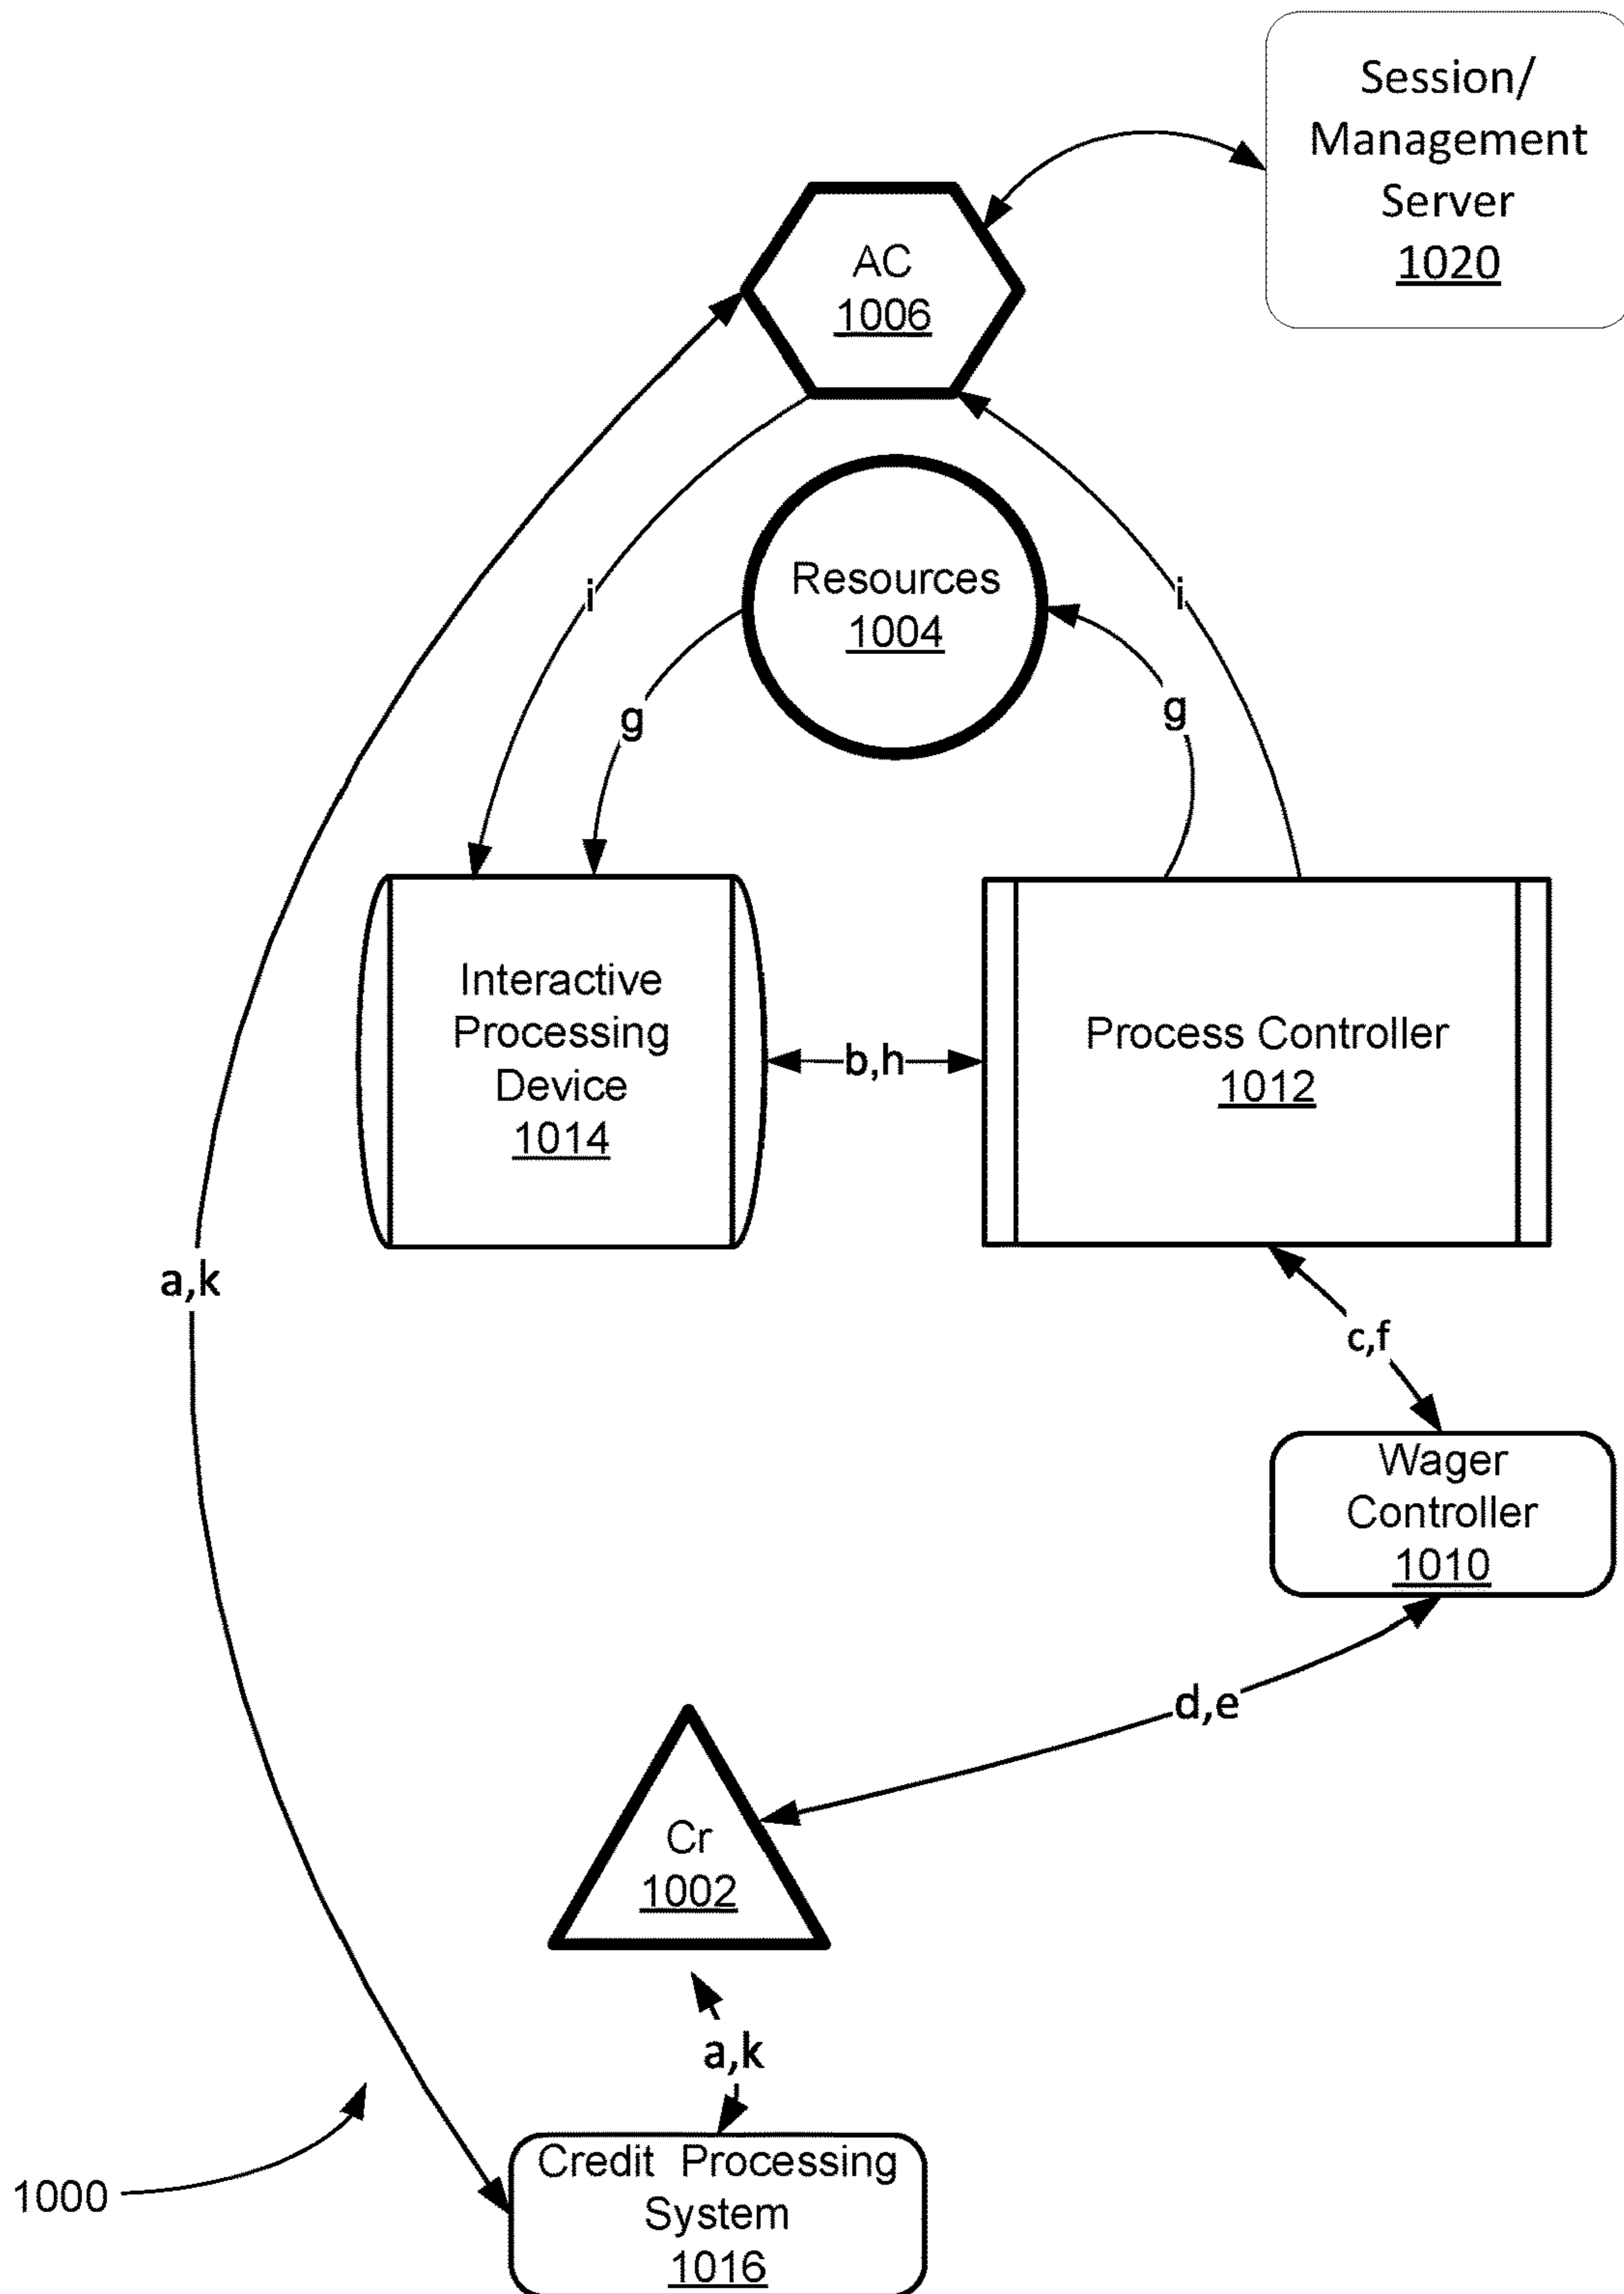 Session/
Management
Server
1020
AC
1006
i
i
Resources
1004
g
g
Interactive
Processing
Device
1014
b,h
Process Controller
1012
a,k
c,f
Wager
Controller
1010
d,e
Cr
1002
a,k
1000
Credit Processing
System
1016